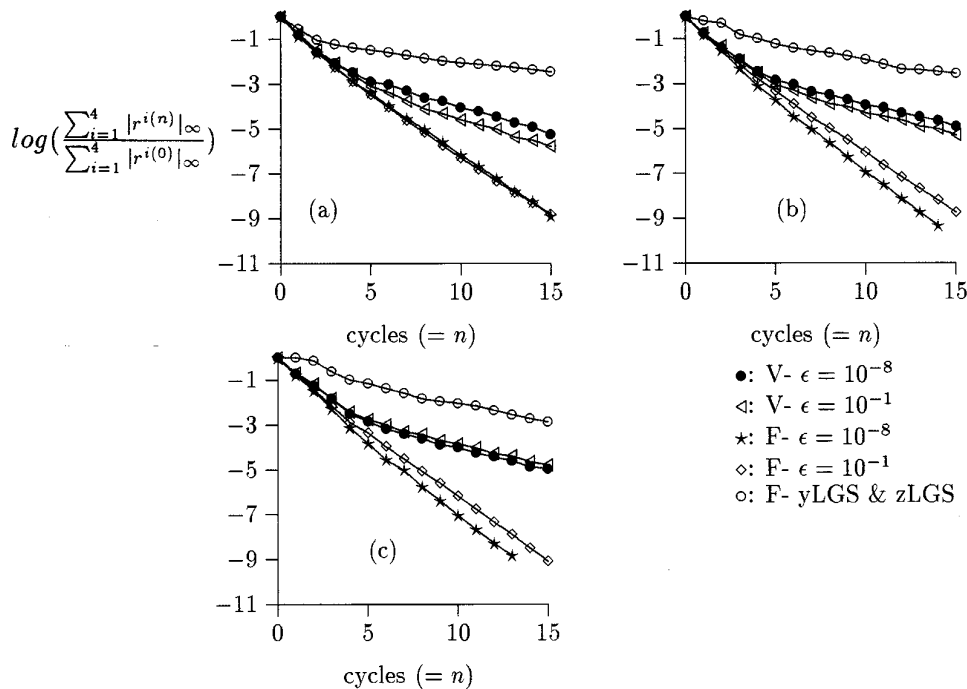 log(∑⁴ᵢ₌₁ |rⁱ⁽ⁿ⁾|∞ / ∑⁴ᵢ₌₁ |rⁱ⁽⁰⁾|∞)
−1
−3
−5
−7
−9
−11
(a)
0 5 10 15
cycles (= n)
−1
−3
−5
−7
−9
−11
(b)
0 5 10 15
cycles (= n)
−1
−3
−5
−7
−9
−11
(c)
0 5 10 15
cycles (= n)
●: V- ϵ = 10⁻⁸
◁: V- ϵ = 10⁻¹
★: F- ϵ = 10⁻⁸
◇: F- ϵ = 10⁻¹
○: F- yLGS & zLGS